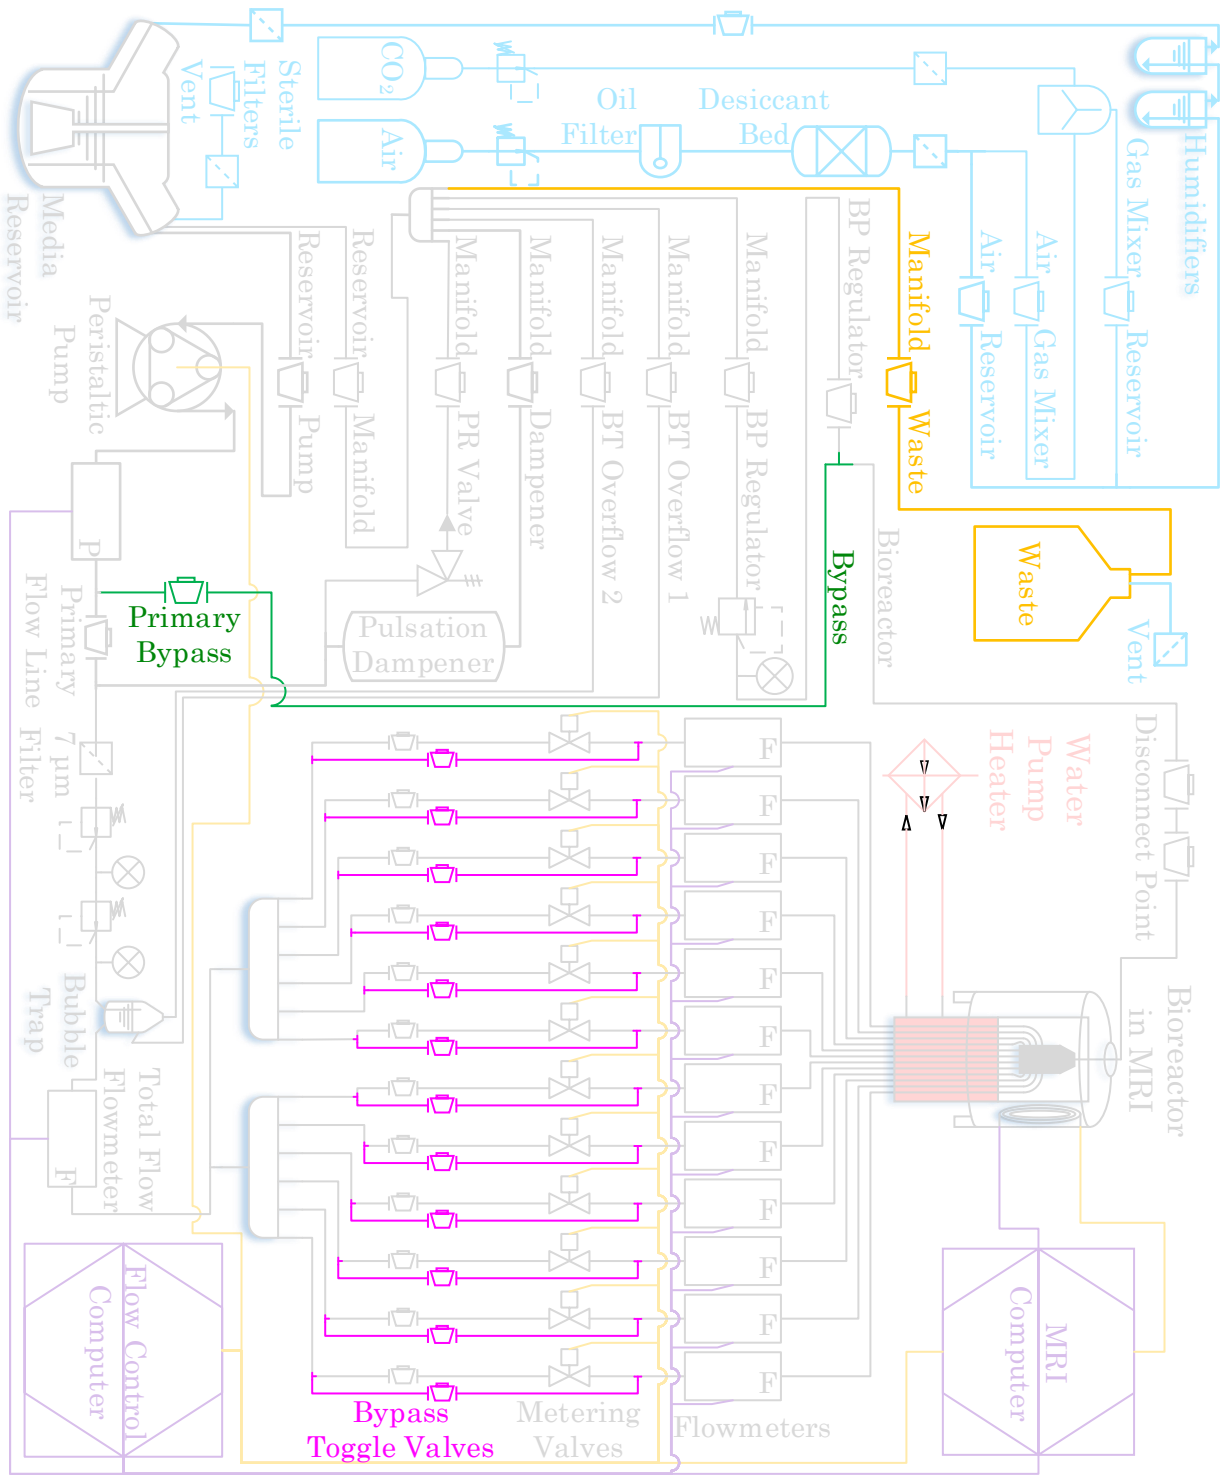 CO2
Air
Sterile
Filters
Vent
Oil
Filter
Desiccant
Bed
Humidifiers
Gas Mixer
Reservoir
Air
Gas Mixer
Air
Reservoir
Manifold
Waste
BP Regulator
Manifold
BP Regulator
Manifold
BT Overflow 1
Manifold
BT Overflow 2
Manifold
Dampener
Manifold
PR Valve
Reservoir
Manifold
Reservoir
Pump
Media
Reservoir
Peristaltic
Pump
P
Primary
Flow Line
Primary
Bypass
Pulsation
Dampener
Bypass
Bioreactor
Waste
Vent
7 μm
Filter
Water
Pump
Heater
Disconnect Point
Bubble
Trap
Total Flow
Flowmeter
F
F
F
F
F
F
F
F
F
F
F
F
F
Bioreactor
in MRI
Flow Control
Computer
MRI
Computer
Bypass
Toggle Valves
Metering
Valves
Flowmeters